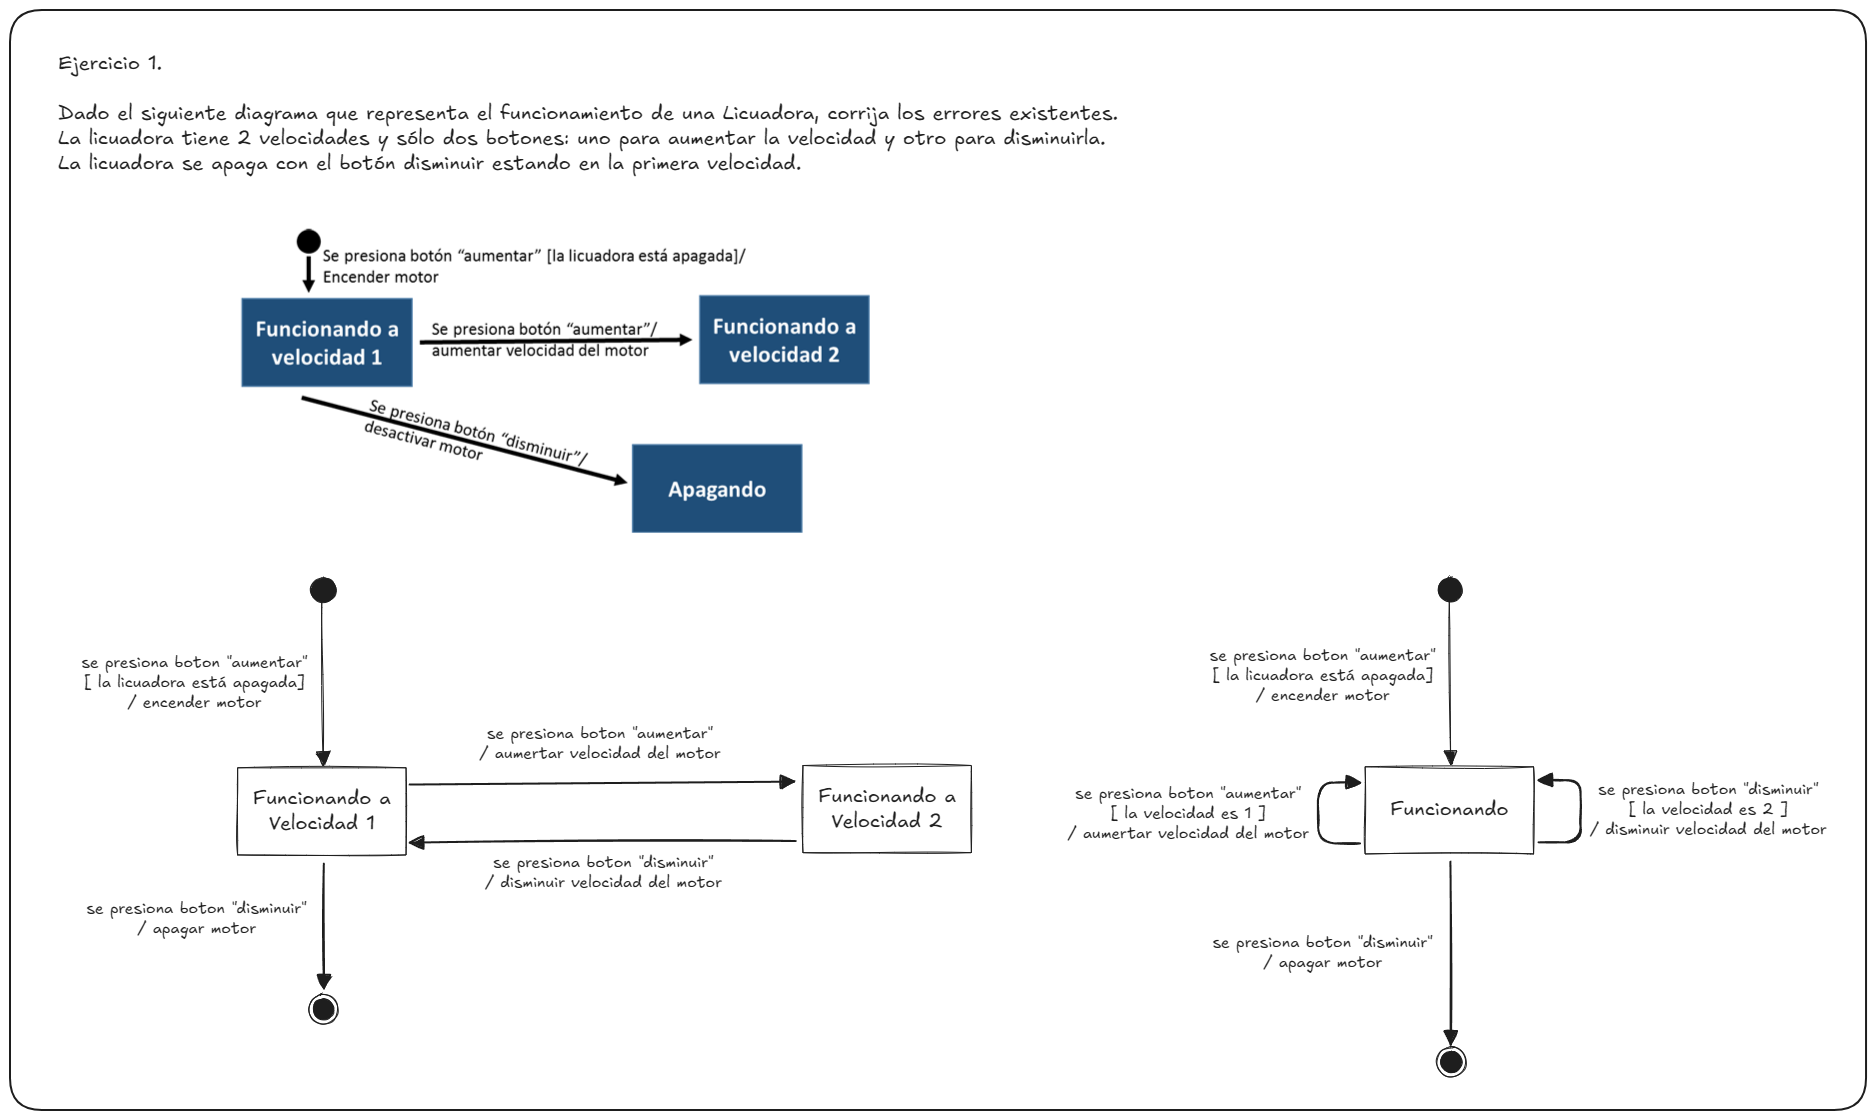 Ejercicio 1.
Dado el siguiente diagrama que representa el funcionamiento de una Licuadora, corrija los errores existentes.
La licuadora tiene 2 velocidades y sólo dos botones: uno para aumentar la velocidad y otro para disminuirla.
La licuadora se apaga con el botón disminuir estando en la primera velocidad.
Se presiona botón “aumentar” [la licuadora está apagada]/
Encender motor
Funcionando a
velocidad 1
Se presiona botón “aumentar”/
aumentar velocidad del motor
Funcionando a
velocidad 2
Se presiona botón “disminuir”/
desactivar motor
Apagando
se presiona boton "aumentar"
[ la licuadora está apagada]
/ encender motor
se presiona boton "aumentar"
/ aumertar velocidad del motor
Funcionando a
Velocidad 1
Funcionando a
Velocidad 2
se presiona boton "disminuir"
/ disminuir velocidad del motor
se presiona boton "disminuir"
/ apagar motor
se presiona boton "aumentar"
[ la licuadora está apagada]
/ encender motor
se presiona boton "aumentar"
[ la velocidad es 1 ]
/ aumertar velocidad del motor
Funcionando
se presiona boton "disminuir"
[ la velocidad es 2 ]
/ disminuir velocidad del motor
se presiona boton "disminuir"
/ apagar motor